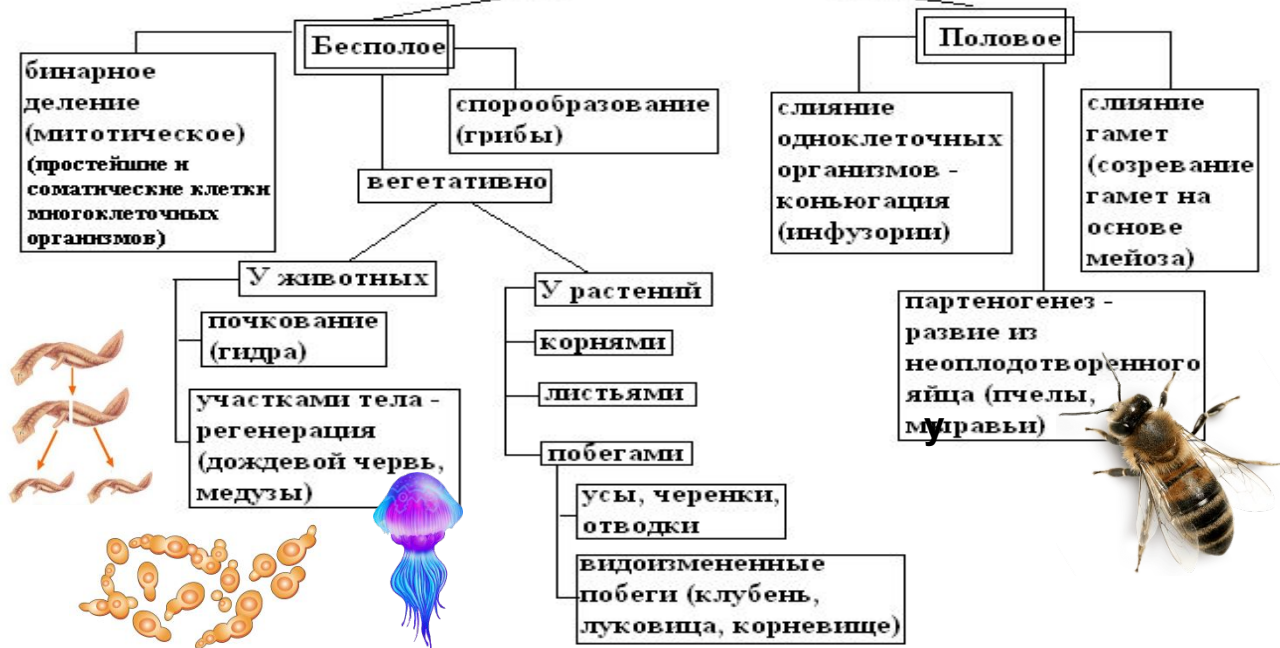 Бесполое
бинарное
деление
(митотическое)
(простейшие и
соматические клетки
многоклеточных
организмов)
спорообразование
(грибы)
вегетативно
У животных
почкование
(гидра)
участками тела -
регенерация
(дождевой червь,
медузы)
У растений
корнями
листьями
побегами
усы, черенки,
отводки
видоизмененные
побеги (клубень,
луковица, корневище)
Половое
слияние
одноклеточных
организмов -
коньюгация
(инфузории)
партеногенез -
развие из
неоплодотворенного
яйца (пчелы,
муравьи)
слияние
гамет
(созревание
гамет на
основе
мейоза)